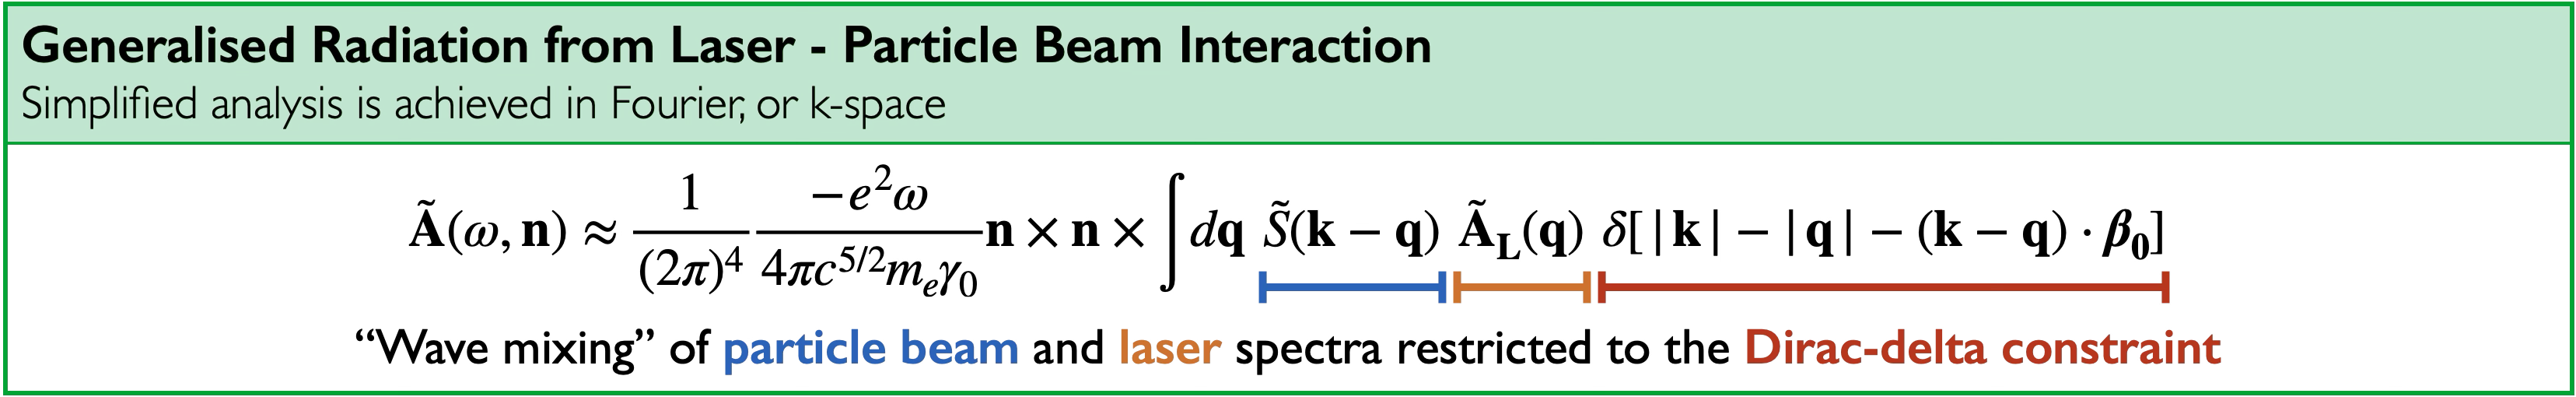 Generalised Radiation from Laser - Particle Beam Interaction
Simplified analysis is achieved in Fourier, or k-space
Ã(ω, n) ≈ 1/(2π)⁴ −e²ω/(4πc^{5/2}mₑγ₀) n × n × ∫ dq S̃(k − q) Ã_L(q) δ[|k| − |q| − (k − q) · β₀]
“Wave mixing” of particle beam and laser spectra restricted to the Dirac-delta constraint